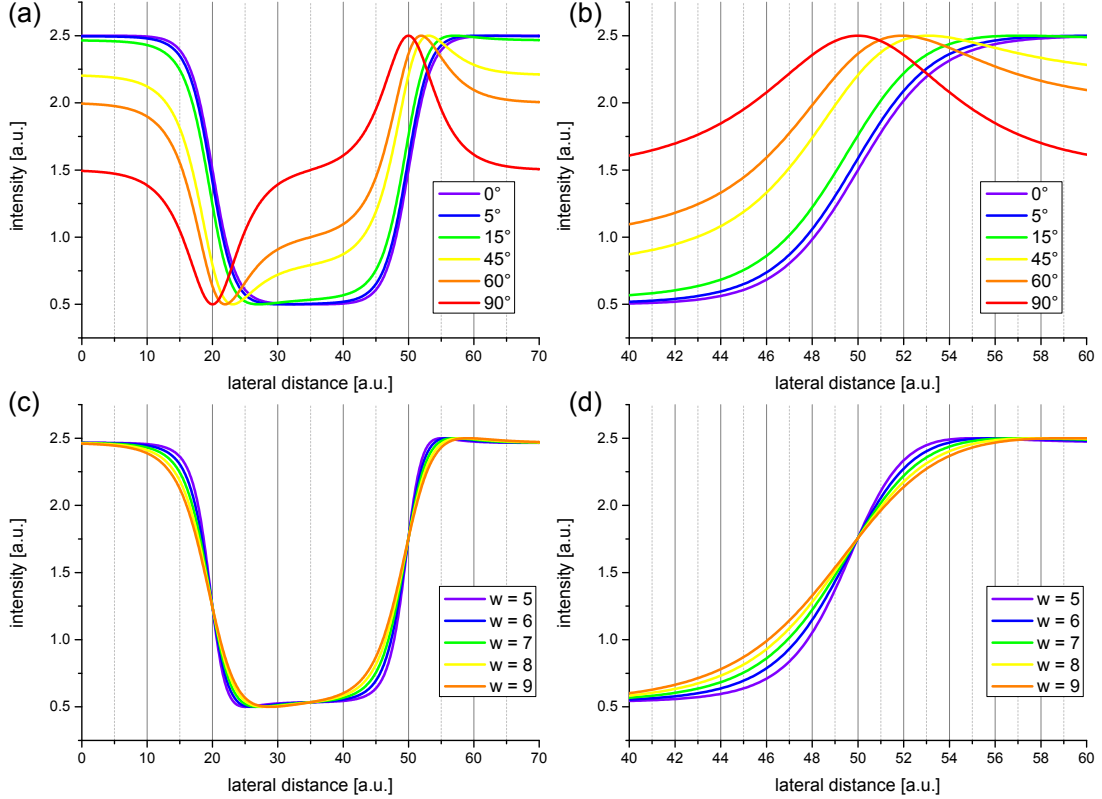 (a)
intensity [a.u.]
2.5
2.0
1.5
1.0
0.5
0 10 20 30 40 50 60 70
lateral distance [a.u.]
0°
5°
15°
45°
60°
90°
(b)
intensity [a.u.]
2.5
2.0
1.5
1.0
0.5
40 42 44 46 48 50 52 54 56 58 60
lateral distance [a.u.]
0°
5°
15°
45°
60°
90°
(c)
intensity [a.u.]
2.5
2.0
1.5
1.0
0.5
0 10 20 30 40 50 60 70
lateral distance [a.u.]
w = 5
w = 6
w = 7
w = 8
w = 9
(d)
intensity [a.u.]
2.5
2.0
1.5
1.0
0.5
40 42 44 46 48 50 52 54 56 58 60
lateral distance [a.u.]
w = 5
w = 6
w = 7
w = 8
w = 9